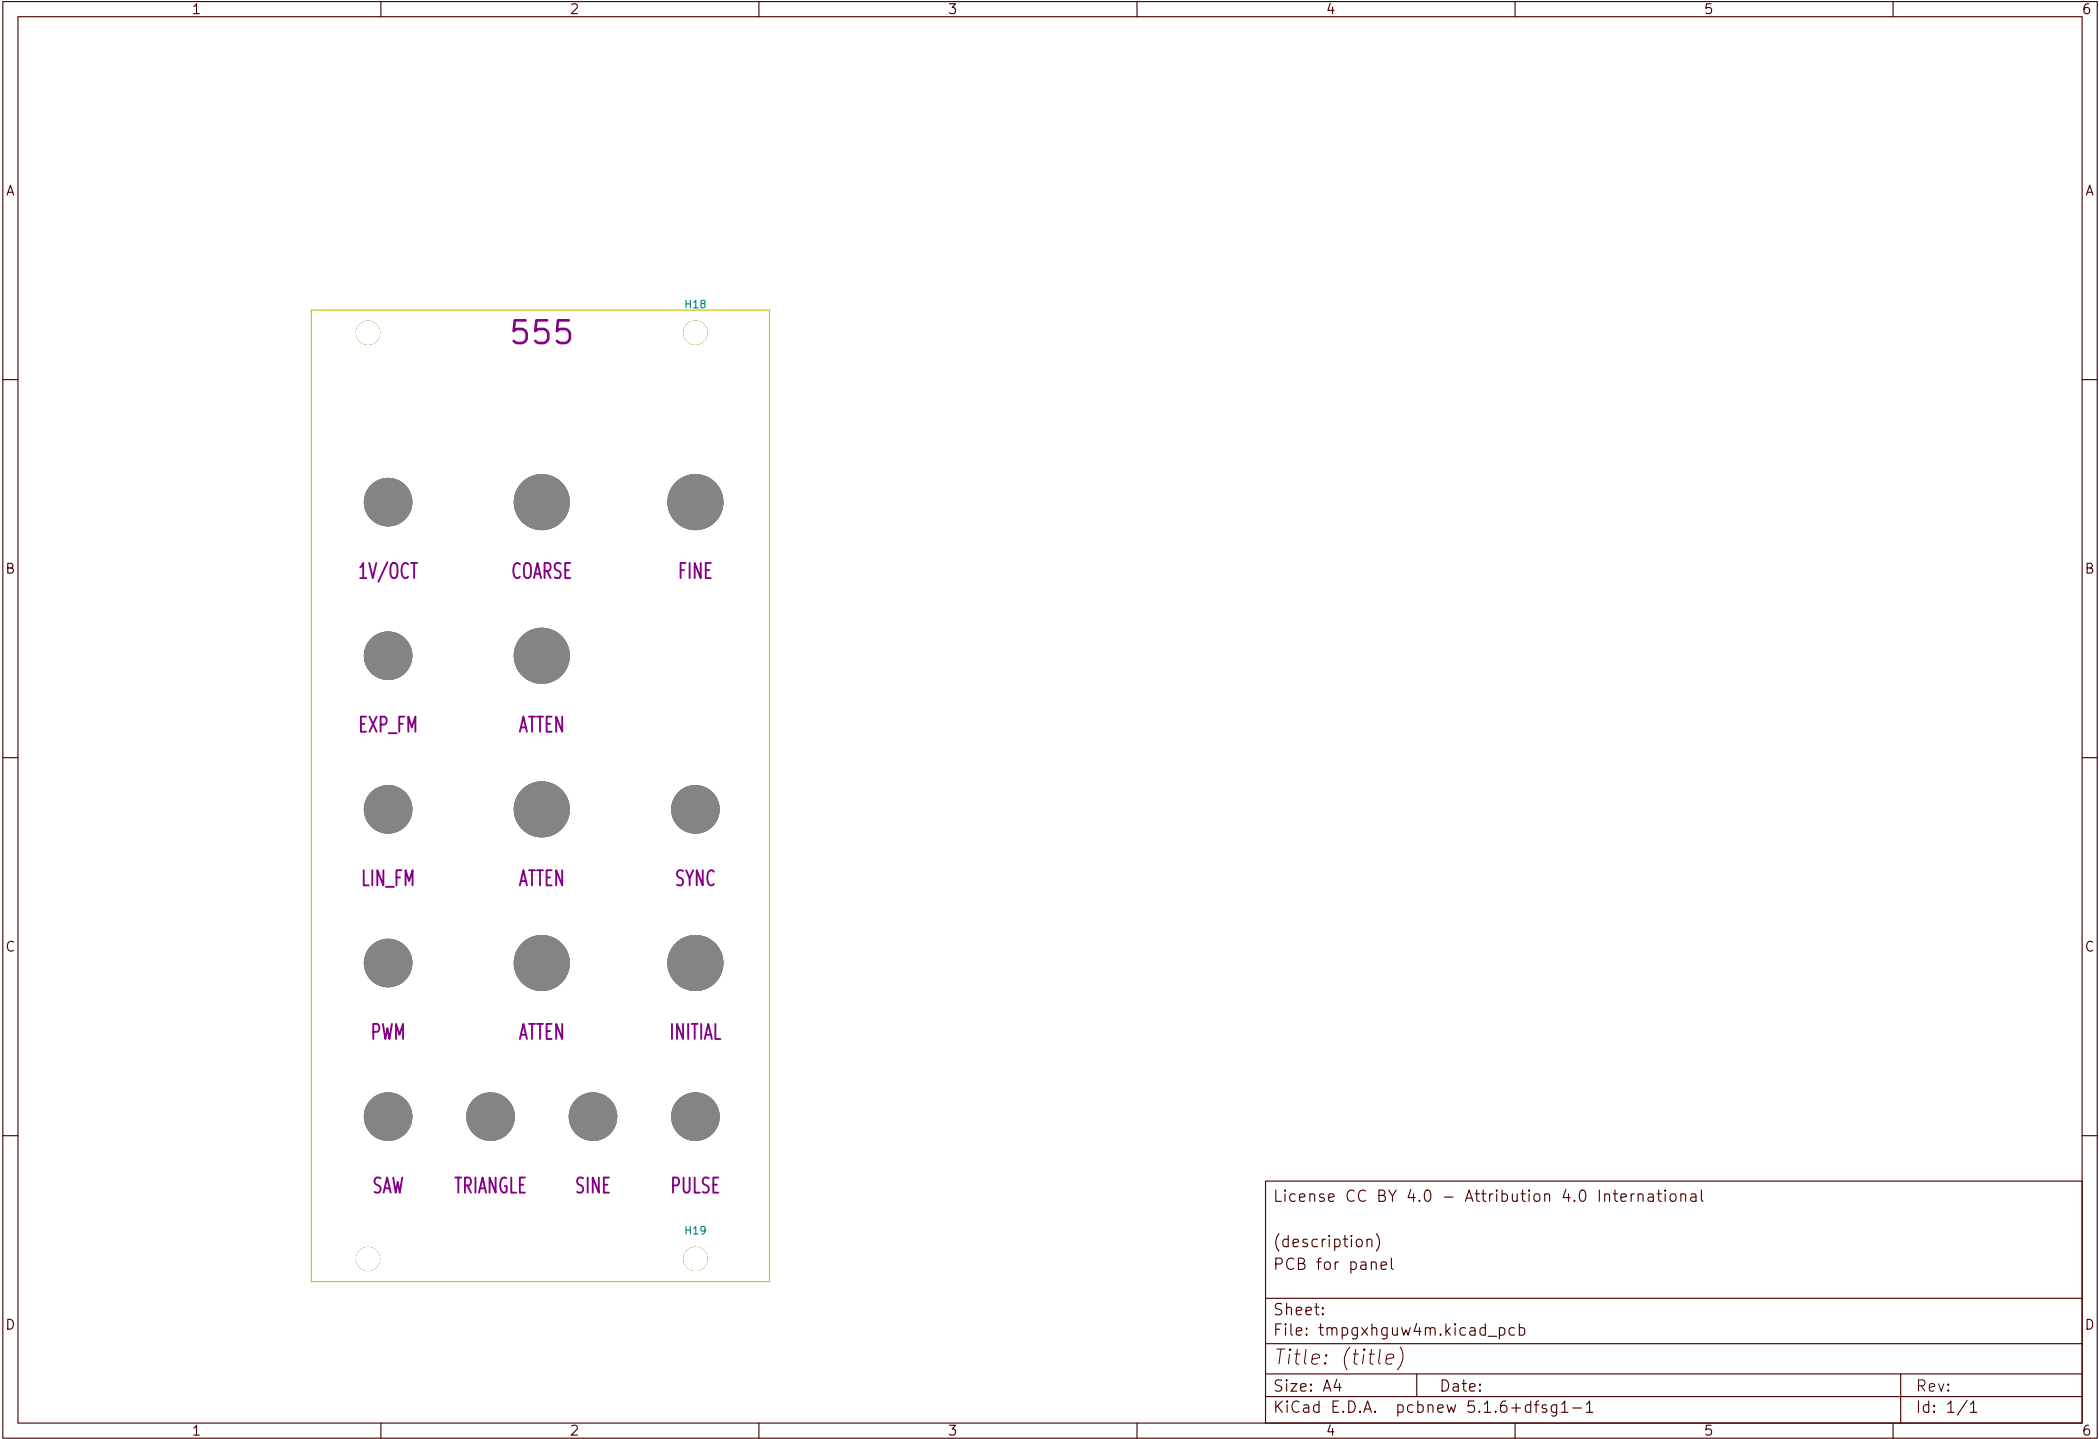 1 2 3 4 5 6
A A
H18
555
B B
1V/OCT COARSE FINE
EXP_FM ATTEN
LIN_FM ATTEN SYNC
C C
PWM ATTEN INITIAL
SAW TRIANGLE SINE PULSE
H19
License CC BY 4.0 - Attribution 4.0 International
(description)
PCB for panel
Sheet:
File: tmpgxhguw4m.kicad_pcb
D D
Title: (title)
Size: A4 Date: Rev:
KiCad E.D.A. pcbnew 5.1.6+dfsg1-1 Id: 1/1
1 2 3 4 5 6